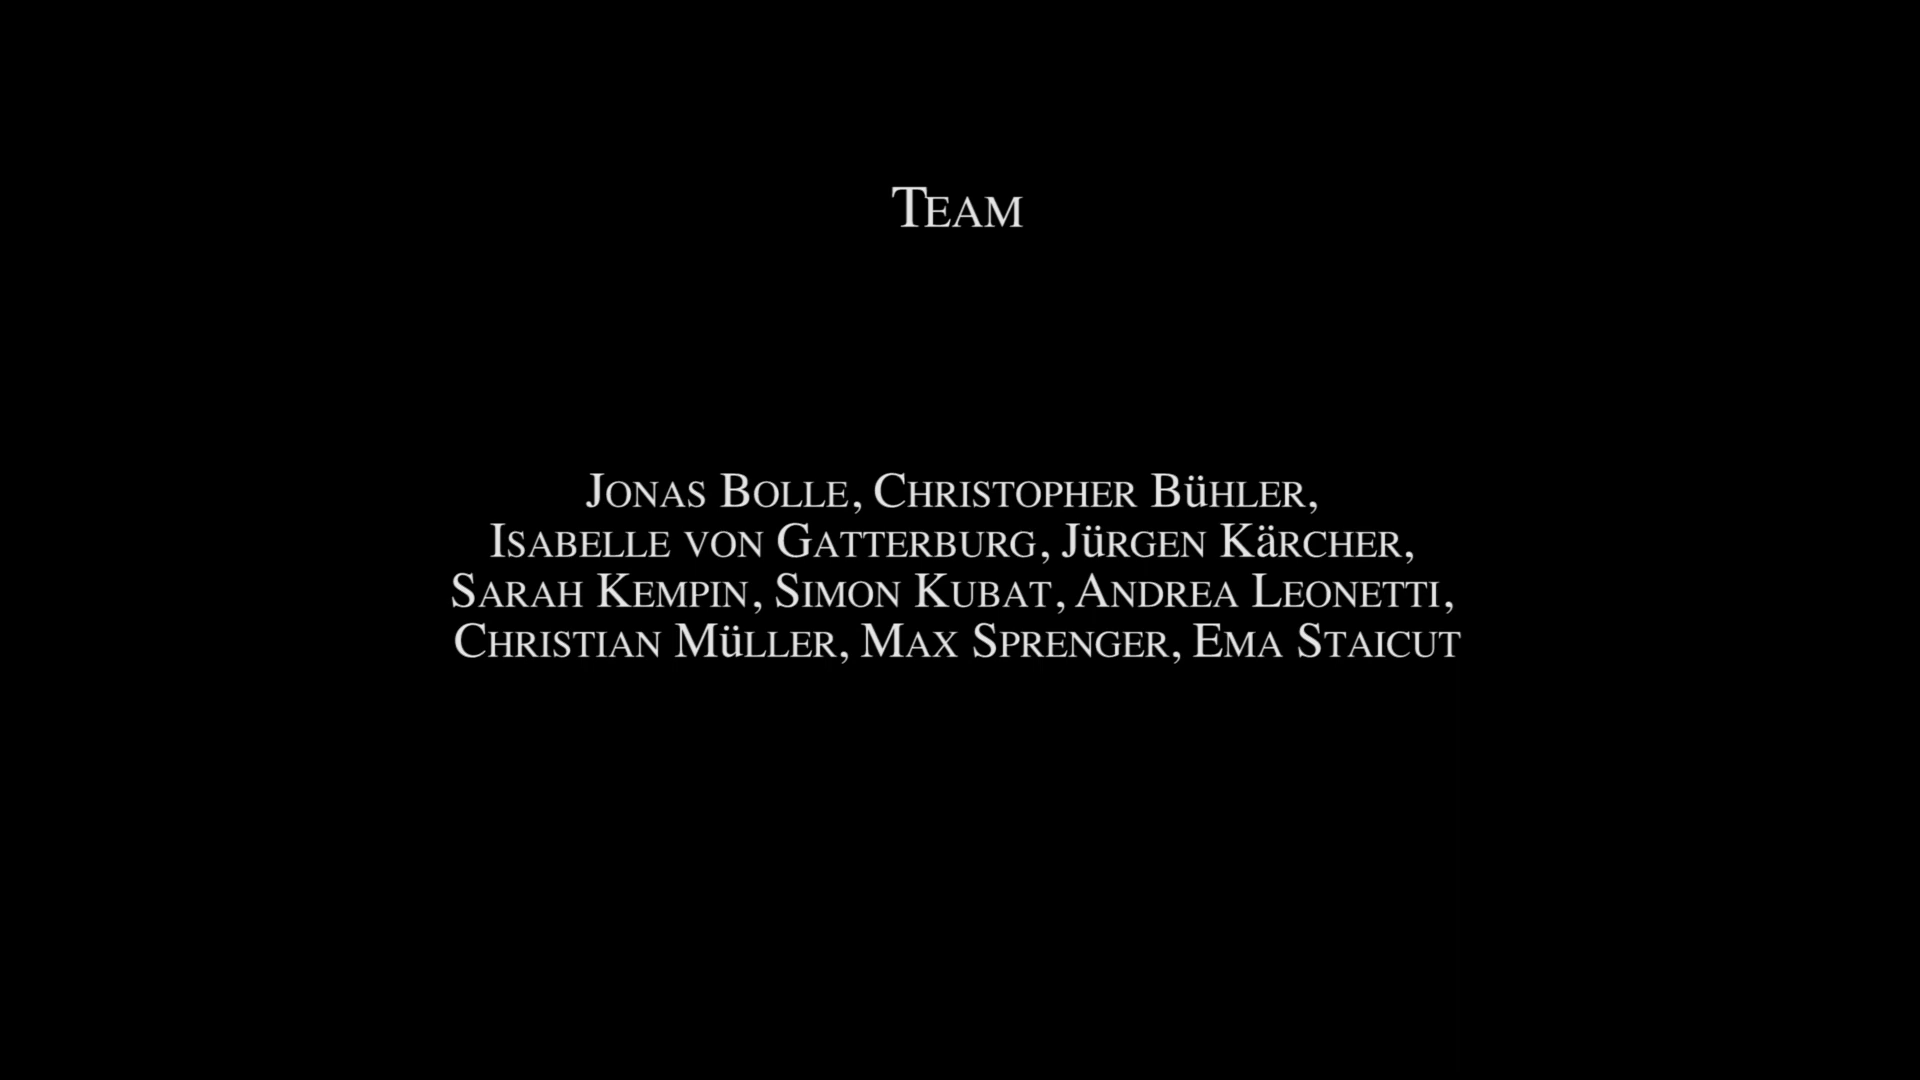 Team
Jonas Bolle, Christopher Bühler,
Isabelle von Gatterburg, Jürgen Kärcher,
Sarah Kempin, Simon Kubat, Andrea Leonetti,
Christian Müller, Max Sprenger, Ema Staicut